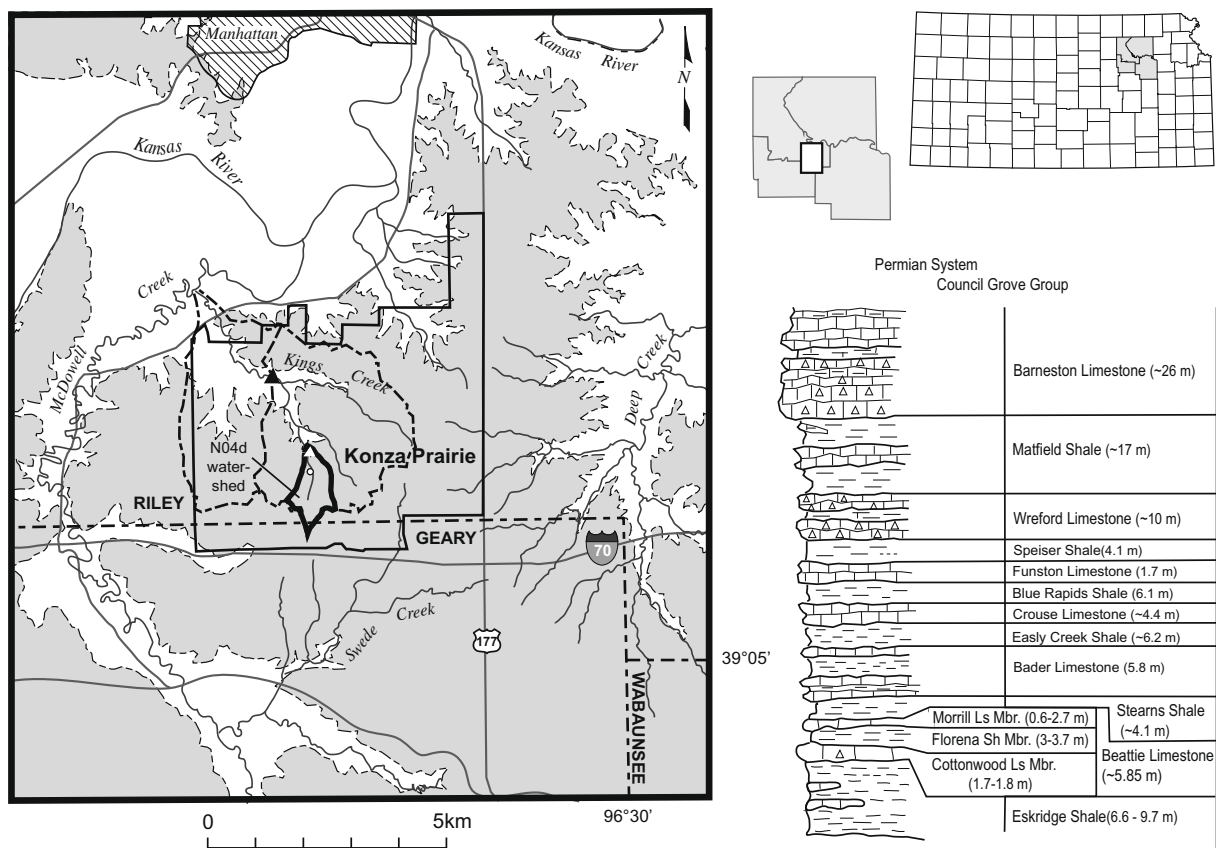 Manhattan
Kansas
River
N
Kansas
River
Creek
McDowell
Kings
Creek
Deep
Creek
N04d
water-
shed
Konza Prairie
RILEY
GEARY
70
Swede
Creek
177
WABAUNSEE
39°05'
96°30'
0
5km
Permian System
Council Grove Group
Barneston Limestone (~26 m)
Matfield Shale (~17 m)
Wreford Limestone (~10 m)
Speiser Shale(4.1 m)
Funston Limestone (1.7 m)
Blue Rapids Shale (6.1 m)
Crouse Limestone (~4.4 m)
Easly Creek Shale (~6.2 m)
Bader Limestone (5.8 m)
Stearns Shale
(~4.1 m)
Morrill Ls Mbr. (0.6-2.7 m)
Florena Sh Mbr. (3-3.7 m)
Cottonwood Ls Mbr.
(1.7-1.8 m)
Beattie Limestone
(~5.85 m)
Eskridge Shale(6.6 - 9.7 m)